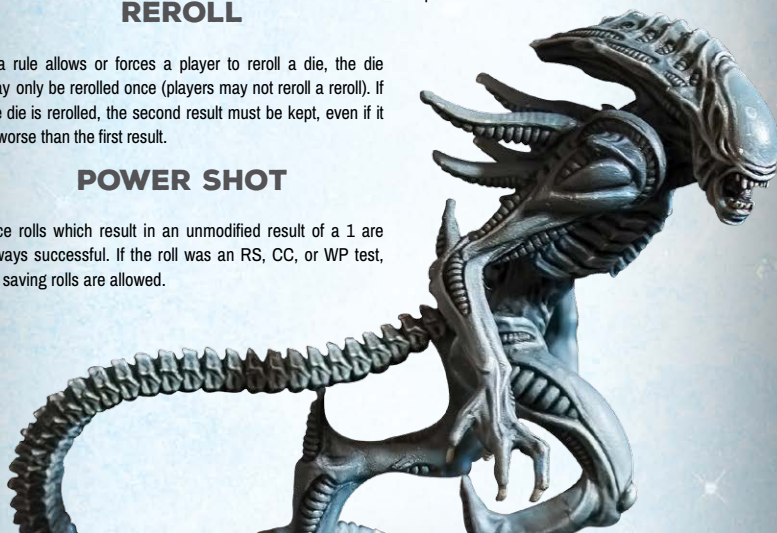 REROLL
a rule allows or forces a player to reroll a die, the die
only be rerolled once (players may not reroll a reroll). If
die is rerolled, the second result must be kept, even if it
worse than the first result.
POWER SHOT
rolls which result in an unmodified result of a 1 are
successful. If the roll was an RS, CC, or WP test,
saving rolls are allowed.